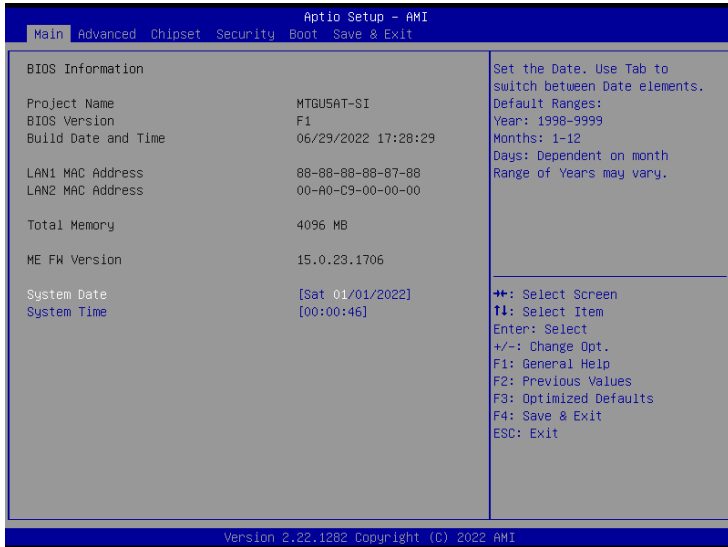 Aptio Setup – AMI
Main Advanced Chipset Security Boot Save & Exit
BIOS Information
Project Name MTGU5AT-SI
BIOS Version F1
Build Date and Time 06/29/2022 17:28:29
LAN1 MAC Address 88-88-88-88-87-88
LAN2 MAC Address 00-A0-C9-00-00-00
Total Memory 4096 MB
ME FW Version 15.0.23.1706
System Date [Sat 01/01/2022]
System Time [00:00:46]
Set the Date. Use Tab to
switch between Date elements.
Default Ranges:
Year: 1998-9999
Months: 1-12
Days: Dependent on month
Range of Years may vary.
→←: Select Screen
↑↓: Select Item
Enter: Select
+/-: Change Opt.
F1: General Help
F2: Previous Values
F3: Optimized Defaults
F4: Save & Exit
ESC: Exit
Version 2.22.1282 Copyright (C) 2022 AMI